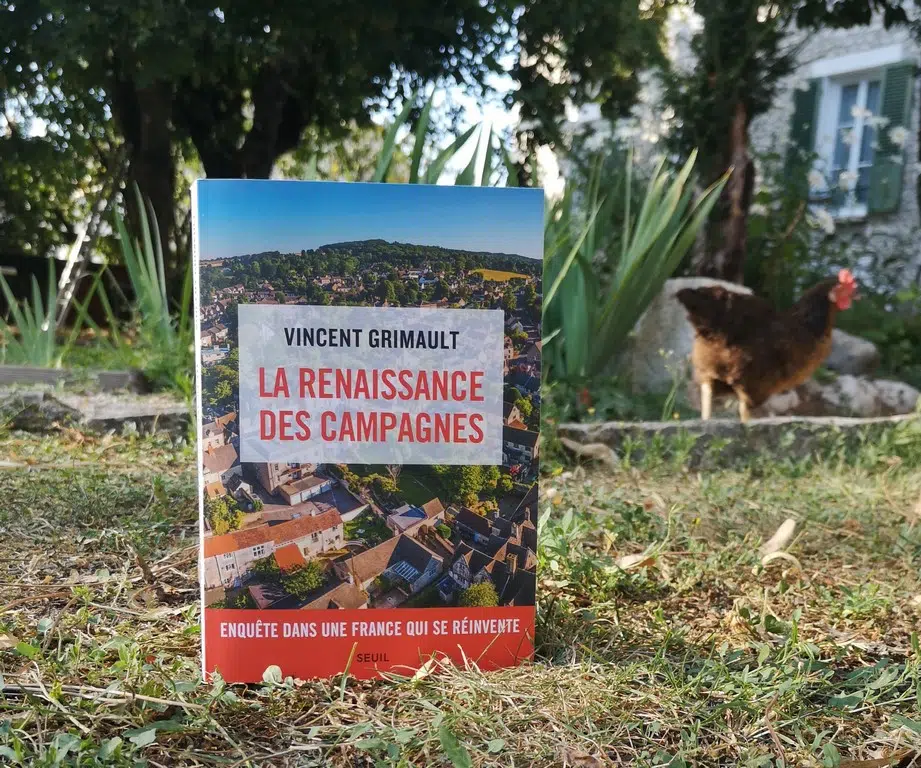 VINCENT GRIMAULT
LA RENAISSANCE
DES CAMPAGNES
ENQUÊTE DANS UNE FRANCE QUI SE RÉINVENTE
SEUIL